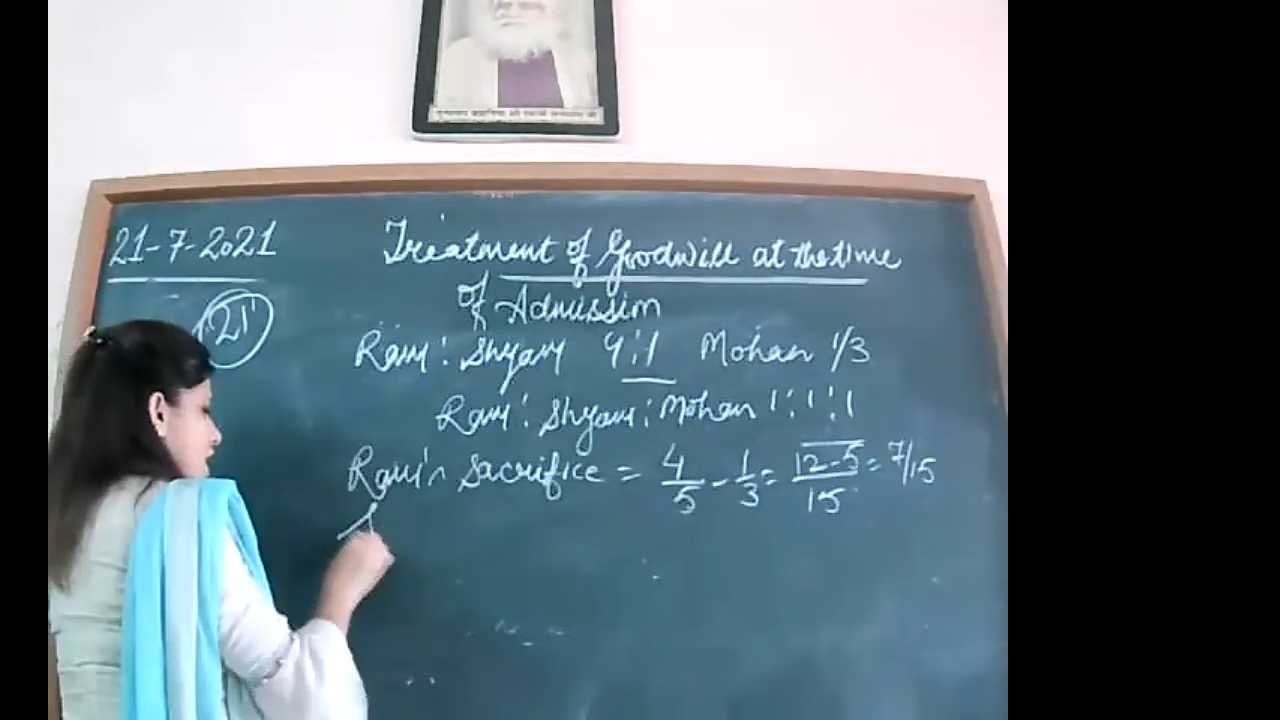 21-7-2021
Treatment of Goodwill at the time
of Admission
21
Ram : Shyam 4:1 Mohan 1/3
Ram : Shyam : Mohan 1:1:1
Ram's Sacrifice = 4/5 - 1/3 = 12-5/15 = 7/15